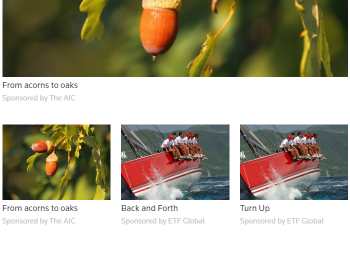 From acorns to oaks
Sponsored by The AIC
From acorns to oaks
Sponsored by The AIC
Back and Forth
Sponsored by ETF Global
Turn Up
Sponsored by ETF Global